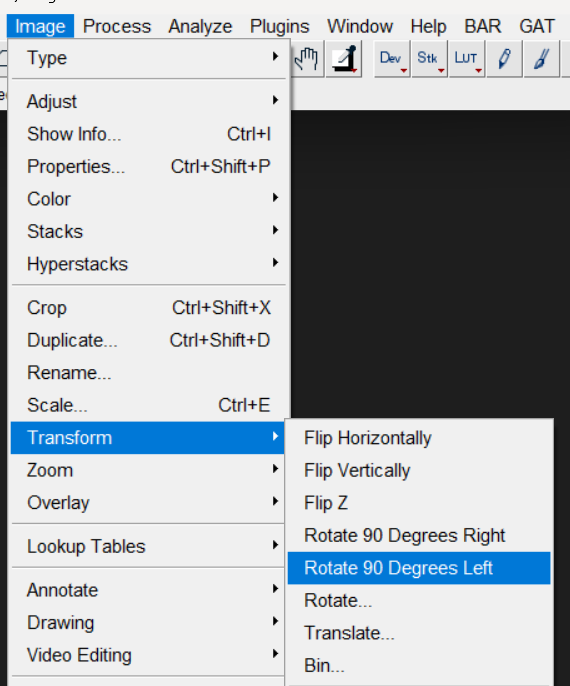 Image Process Analyze Plugins Window Help BAR GAT
Dev Stk LUT
Type
Adjust
Show Info... Ctrl+I
Properties... Ctrl+Shift+P
Color
Stacks
Hyperstacks
Crop Ctrl+Shift+X
Duplicate... Ctrl+Shift+D
Rename...
Scale... Ctrl+E
Transform
Zoom
Overlay
Lookup Tables
Annotate
Drawing
Video Editing
Flip Horizontally
Flip Vertically
Flip Z
Rotate 90 Degrees Right
Rotate 90 Degrees Left
Rotate...
Translate...
Bin...